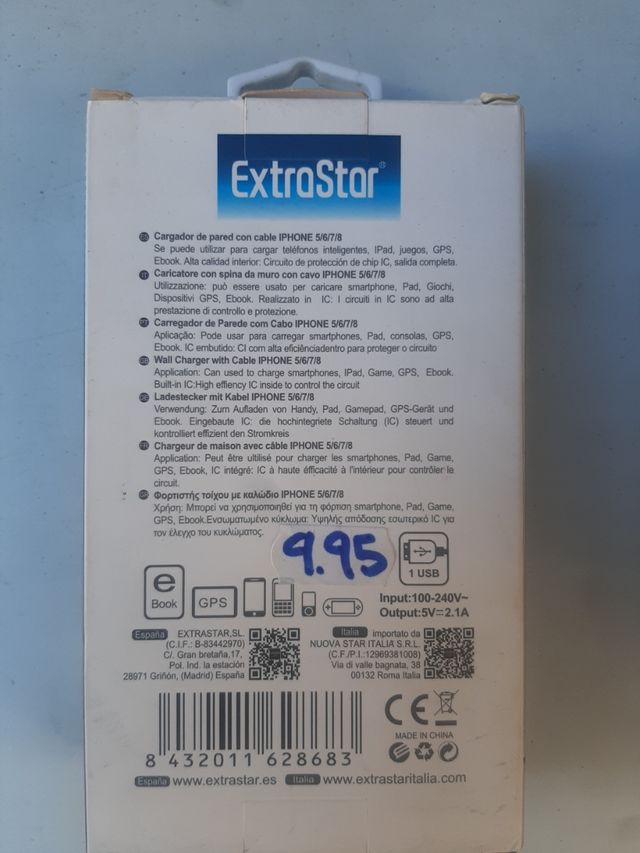 ExtraStar®
ES Cargador de pared con cable IPHONE 5/6/7/8
Se puede utilizar para cargar teléfonos inteligentes, IPad, juegos, GPS,
Ebook. Alta calidad interior: Circuito de protección de chip IC, salida completa.
IT Caricatore con spina da muro con cavo IPHONE 5/6/7/8
Utilizzazione: può essere usato per caricare smartphone, Pad, Giochi,
Dispositivi GPS, Ebook. Realizzato in IC: I circuiti in IC sono ad alta
prestazione di controllo e protezione.
PT Carregador de Parede com Cabo IPHONE 5/6/7/8
Aplicação: Pode usar para carregar smartphones, Pad, consolas, GPS,
Ebook. IC embutido: CI com alta eficiênciadentro para proteger o circuito
GB Wall Charger with Cable IPHONE 5/6/7/8
Application: Can used to charge smartphones, IPad, Game, GPS, Ebook.
Built-in IC:High effiency IC inside to control the circuit
DE Ladestecker mit Kabel IPHONE 5/6/7/8
Verwendung: Zum Aufladen von Handy, Pad, Gamepad, GPS-Gerät und
Ebook. Eingebaute IC: die hochintegriete Schaltung (IC) steuert und
kontrolliert effizient den Stromkreis
FR Chargeur de maison avec câble IPHONE 5/6/7/8
Application: Peut être utllisé pour charger les smartphones, Pad, Game,
GPS, Ebook, IC intégré: IC à haute éfficacité à l'intérieur pour contrôler le
circuit.
GR Φορτιστής τοίχου με καλώδιο IPHONE 5/6/7/8
Χρήση: Μπορεί να χρησιμοποιηθεί για τη φόρτιση smartphone, Pad, Game,
GPS, Ebook.Ενσωματωμένο κύκλωμα: Υψηλής απόδοσης εσωτερικό IC για
τον έλεγχο του κυκλώματος.
9.95
1 USB
e
Book
GPS
Input:100-240V~
Output:5V⎓2.1A
España EXTRASTAR,SL.
(C.I.F.: B-83442970)
C/. Gran bretaña,17,
Pol. Ind. la estación
28971 Griñón, (Madrid) España
Italia importato da
NUOVA STAR ITALIA S.R.L.
(C.F./P.I.:12969381008)
Via di valle bagnata, 38
00132 Roma Italia
8 432011 628683
CE
MADE IN CHINA
España www.extrastar.es Italia www.extrastaritalia.com